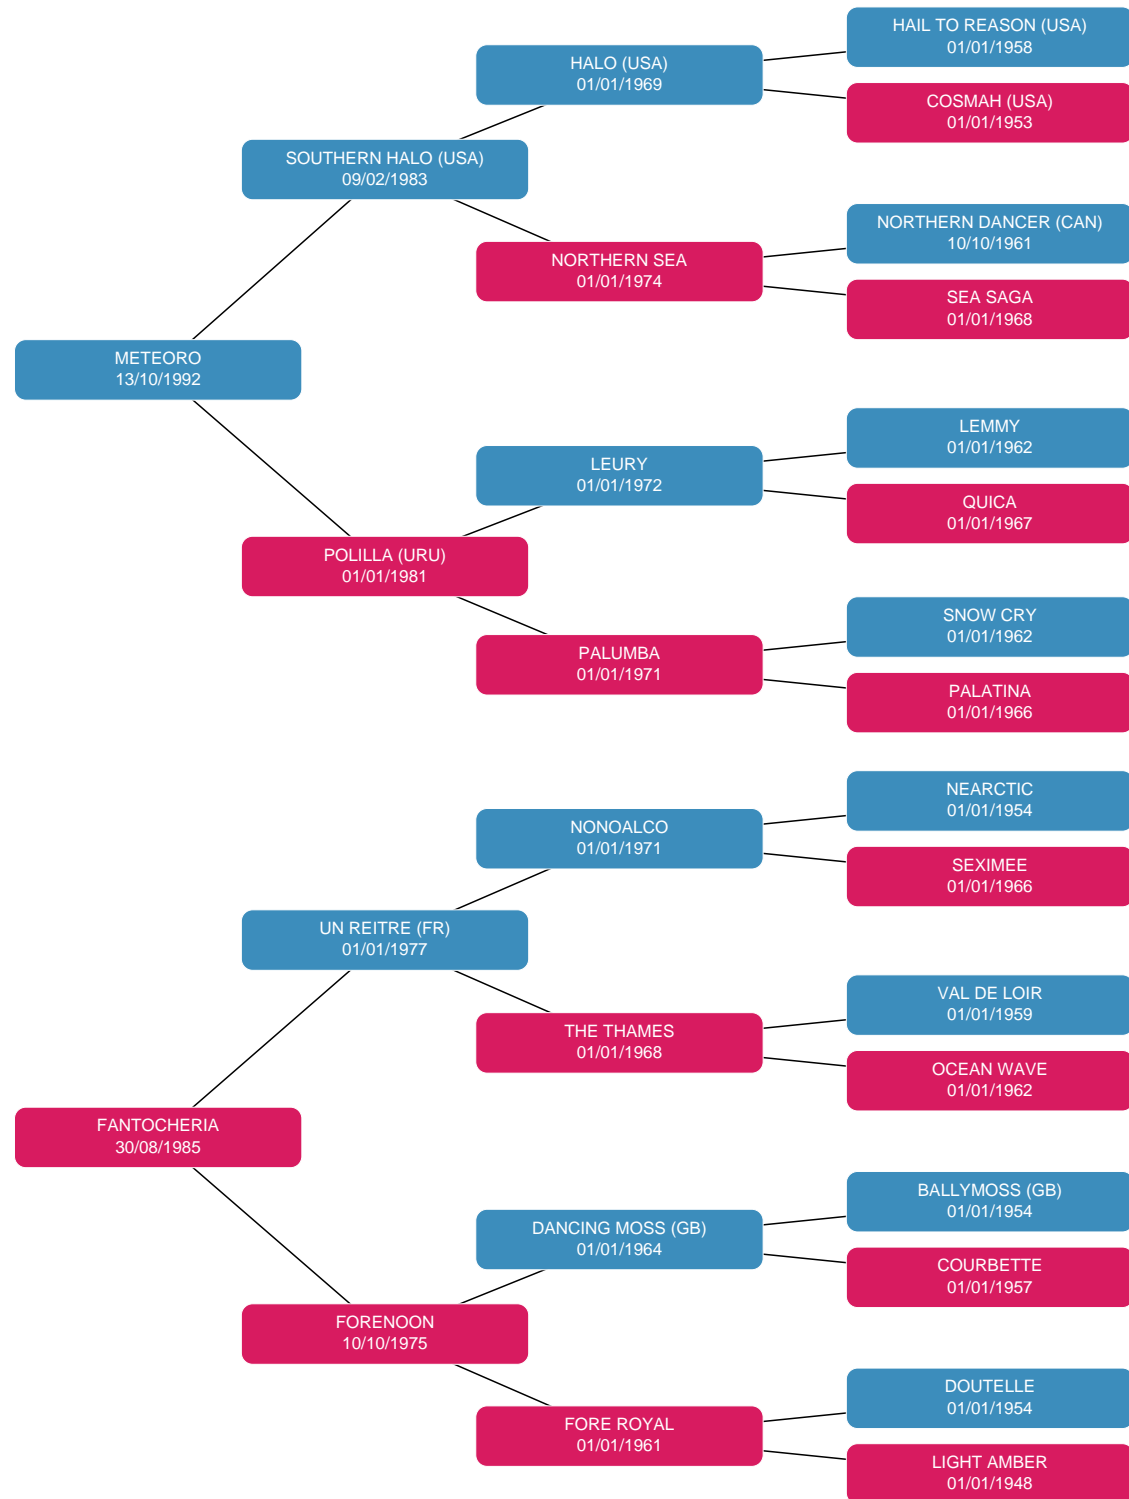 HAIL TO REASON (USA)
01/01/1958
HALO (USA)
01/01/1969
COSMAH (USA)
01/01/1953
SOUTHERN HALO (USA)
09/02/1983
NORTHERN DANCER (CAN)
10/10/1961
NORTHERN SEA
01/01/1974
SEA SAGA
01/01/1968
METEORO
13/10/1992
LEMMY
01/01/1962
LEURY
01/01/1972
QUICA
01/01/1967
POLILLA (URU)
01/01/1981
SNOW CRY
01/01/1962
PALUMBA
01/01/1971
PALATINA
01/01/1966
NEARCTIC
01/01/1954
NONOALCO
01/01/1971
SEXIMEE
01/01/1966
UN REITRE (FR)
01/01/1977
VAL DE LOIR
01/01/1959
THE THAMES
01/01/1968
OCEAN WAVE
01/01/1962
FANTOCHERIA
30/08/1985
BALLYMOSS (GB)
01/01/1954
DANCING MOSS (GB)
01/01/1964
COURBETTE
01/01/1957
FORENOON
10/10/1975
DOUTELLE
01/01/1954
FORE ROYAL
01/01/1961
LIGHT AMBER
01/01/1948